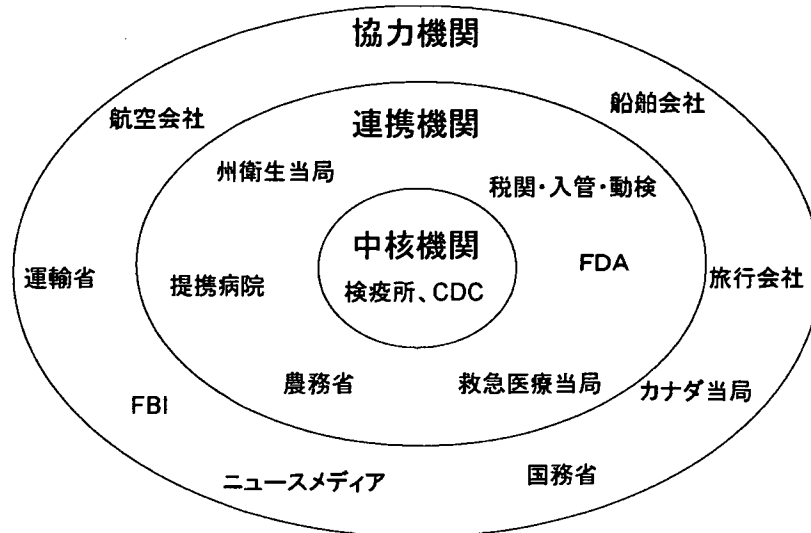 協力機関
航空会社
船舶会社
連携機関
州衛生当局
税関・入管・動検
中核機関
運輸省
提携病院
検疫所、CDC
FDA
旅行会社
農務省
救急医療当局
カナダ当局
FBI
ニュースメディア
国務省